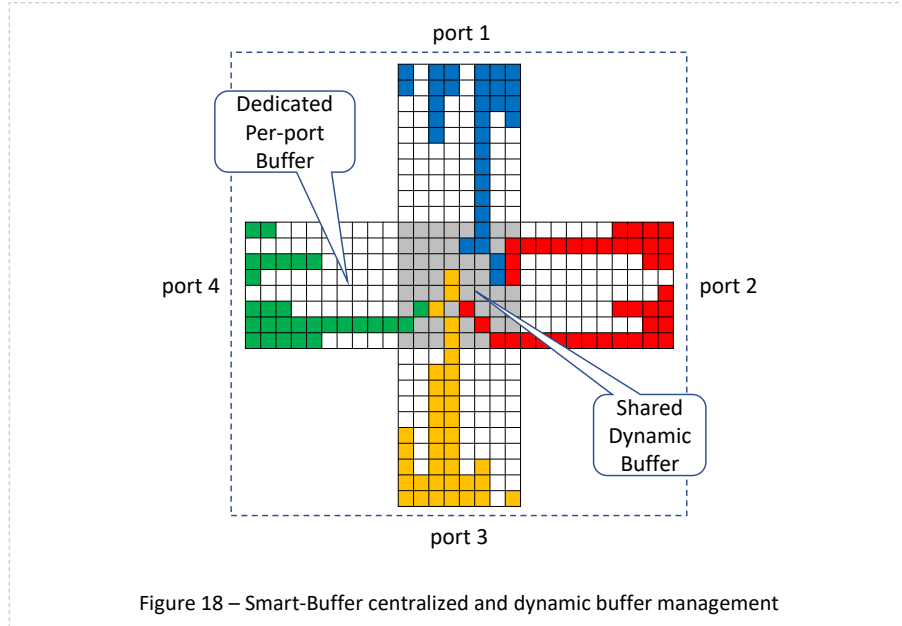 port 1
Dedicated
Per-port
Buffer
port 4
port 2
Shared
Dynamic
Buffer
port 3
Figure 18 – Smart-Buffer centralized and dynamic buffer management